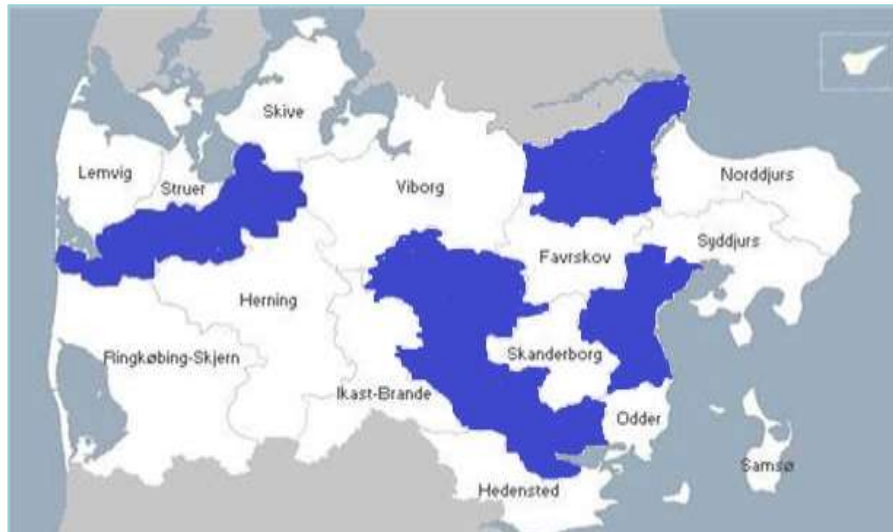 Skive
Lemvig
Struer
Viborg
Norddjurs
Syddjurs
Favrskov
Herning
Skanderborg
Ringkøbing-Skjern
Ikast-Brande
Odder
Samsø
Hedensted